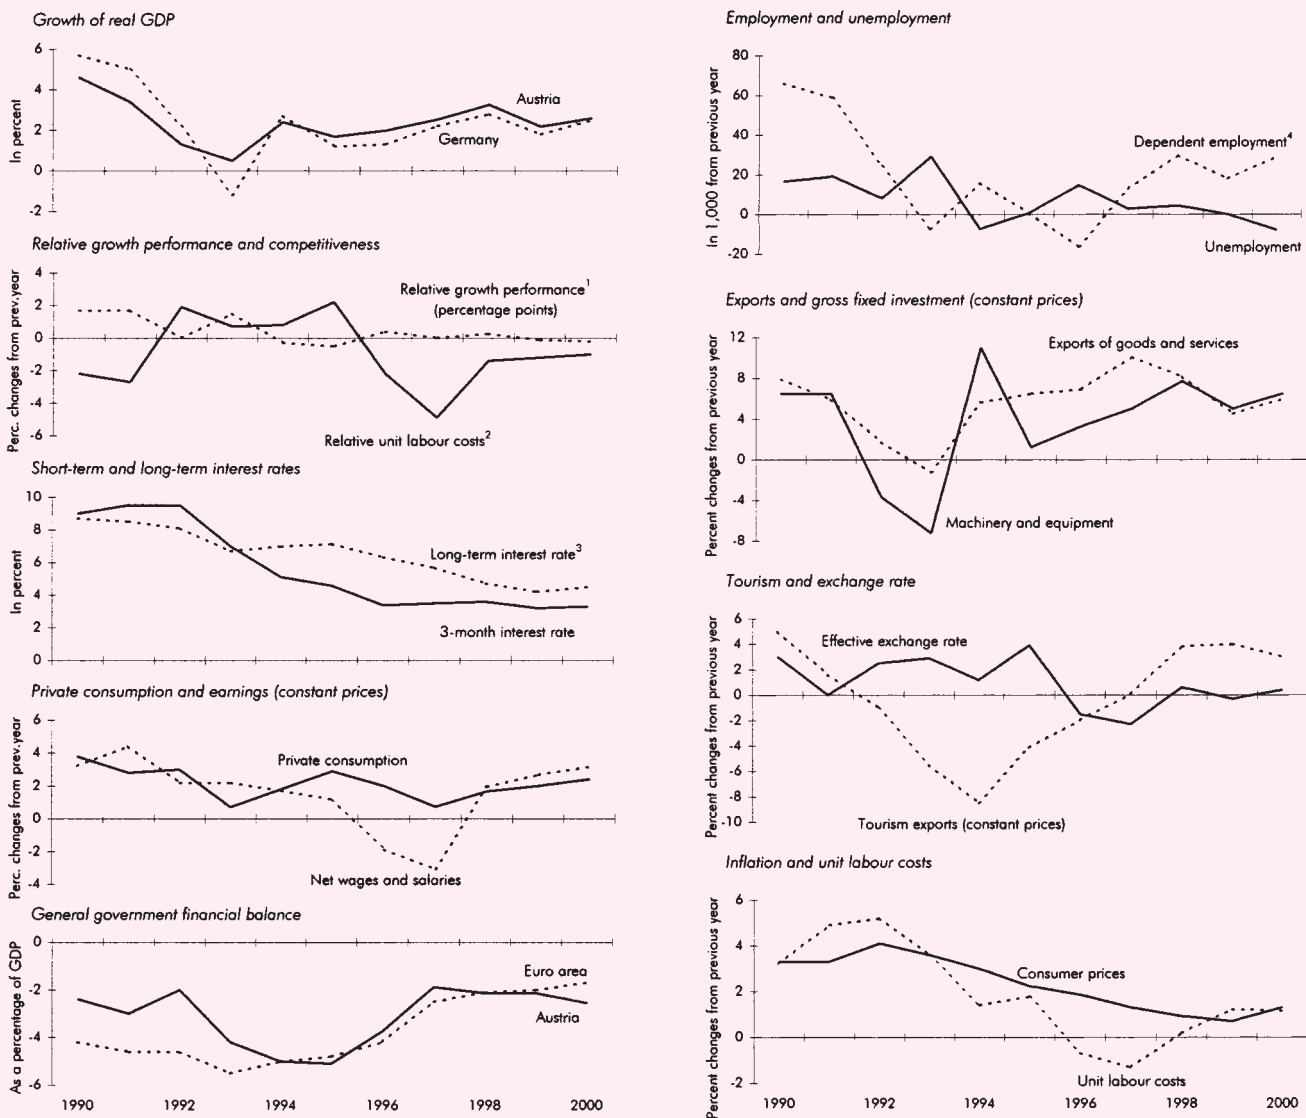 Growth of real GDP
In percent
6
4
2
0
-2
Austria
Germany
Relative growth performance and competitiveness
Perc. changes from prev.year
4
2
0
-2
-4
-6
Relative growth performance1
(percentage points)
Relative unit labour costs2
Short-term and long-term interest rates
In percent
10
8
6
4
2
0
Long-term interest rate3
3-month interest rate
Private consumption and earnings (constant prices)
Perc. changes from prev.year
6
4
2
0
-2
-4
Private consumption
Net wages and salaries
General government financial balance
As a percentage of GDP
0
-2
-4
-6
Euro area
Austria
1990 1992 1994 1996 1998 2000
Employment and unemployment
In 1,000 from previous year
80
60
40
20
0
-20
Dependent employment4
Unemployment
Exports and gross fixed investment (constant prices)
Percent changes from previous year
12
8
4
0
-4
-8
Exports of goods and services
Machinery and equipment
Tourism and exchange rate
Percent changes from previous year
6
4
2
0
-2
-4
-6
-8
-10
Effective exchange rate
Tourism exports (constant prices)
Inflation and unit labour costs
Percent changes from previous year
6
4
2
0
-2
Consumer prices
Unit labour costs
1990 1992 1994 1996 1998 2000